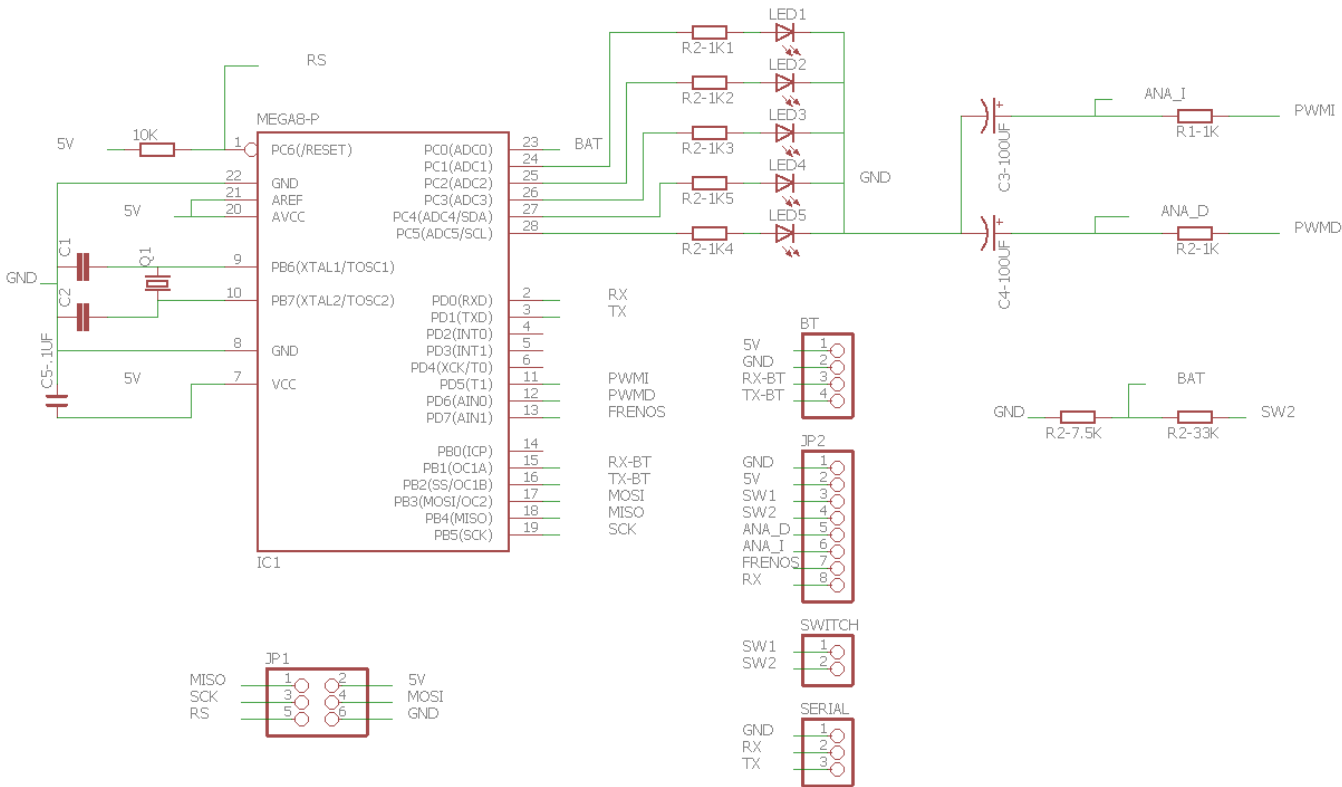 RS
MEGA8-P
5V
10K
1
PC6(/RESET)
22
GND
21
AREF
5V
20
AVCC
C1
Q1
9
PB6(XTAL1/TOSC1)
GND
C2
10
PB7(XTAL2/TOSC2)
8
GND
C5-.1UF
5V
7
VCC
IC1
PC0(ADC0)
23
BAT
PC1(ADC1)
24
PC2(ADC2)
25
PC3(ADC3)
26
PC4(ADC4/SDA)
27
PC5(ADC5/SCL)
28
PD0(RXD)
2
RX
PD1(TXD)
3
TX
PD2(INT0)
4
PD3(INT1)
5
PD4(XCK/T0)
6
PD5(T1)
11
PWMI
PD6(AIN0)
12
PWMD
PD7(AIN1)
13
FRENOS
PB0(ICP)
14
PB1(OC1A)
15
RX-BT
PB2(SS/OC1B)
16
TX-BT
PB3(MOSI/OC2)
17
MOSI
PB4(MISO)
18
MISO
PB5(SCK)
19
SCK
LED1
R2-1K1
LED2
R2-1K2
LED3
R2-1K3
LED4
R2-1K5
LED5
R2-1K4
GND
C3-100UF
+
ANA_I
R1-1K
PWMI
C4-100UF
+
ANA_D
R2-1K
PWMD
GND
R2-7.5K
BAT
R2-33K
SW2
BT
5V 1
GND 2
RX-BT 3
TX-BT 4
JP2
GND 1
5V 2
SW1 3
SW2 4
ANA_D 5
ANA_I 6
FRENOS 7
RX 8
SWITCH
SW1 1
SW2 2
SERIAL
GND 1
RX 2
TX 3
JP1
MISO 1 2 5V
SCK 3 4 MOSI
RS 5 6 GND